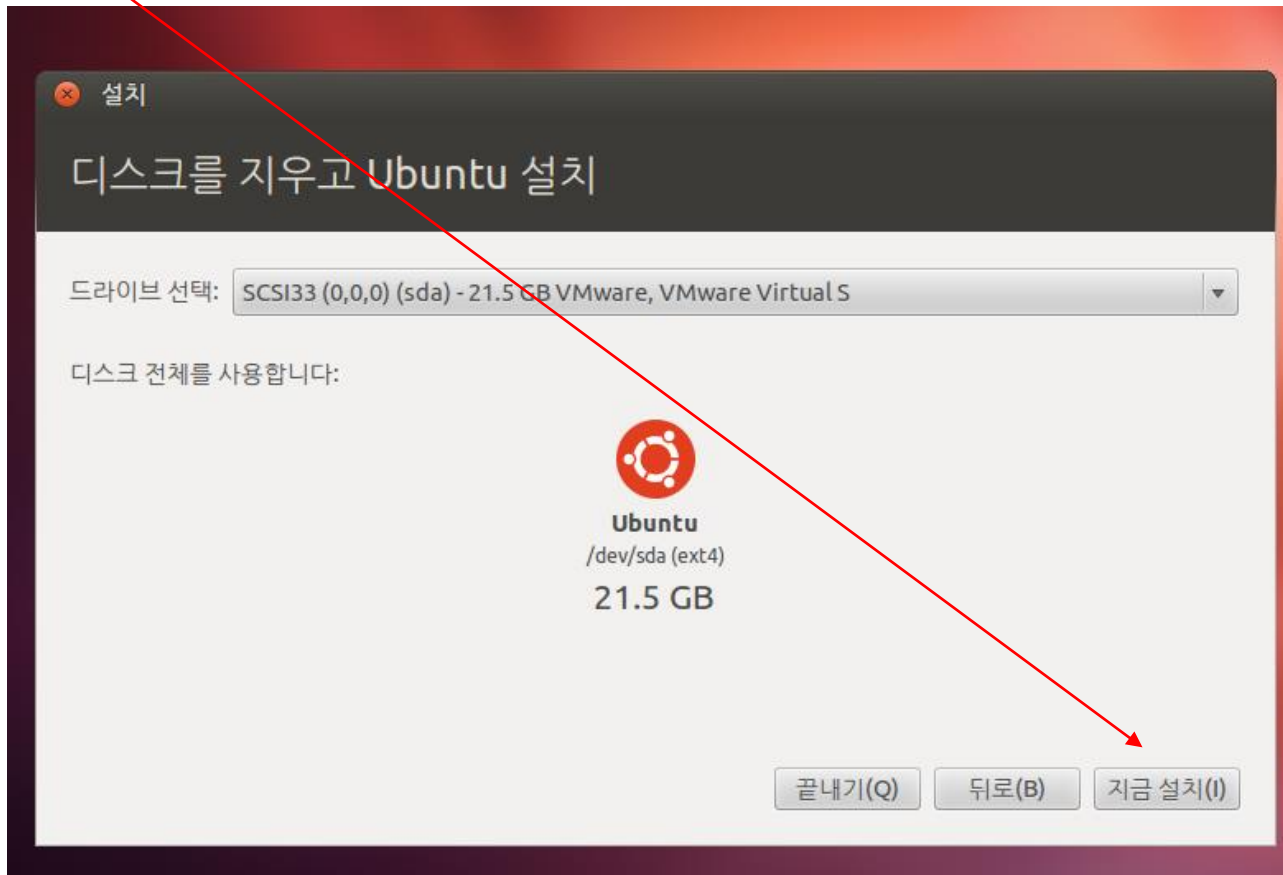 설치
디스크를 지우고 Ubuntu 설치
드라이브 선택: SCSI33 (0,0,0) (sda) - 21.5 GB VMware, VMware Virtual S
디스크 전체를 사용합니다:
Ubuntu
/dev/sda (ext4)
21.5 GB
끝내기(Q) 뒤로(B) 지금 설치(I)